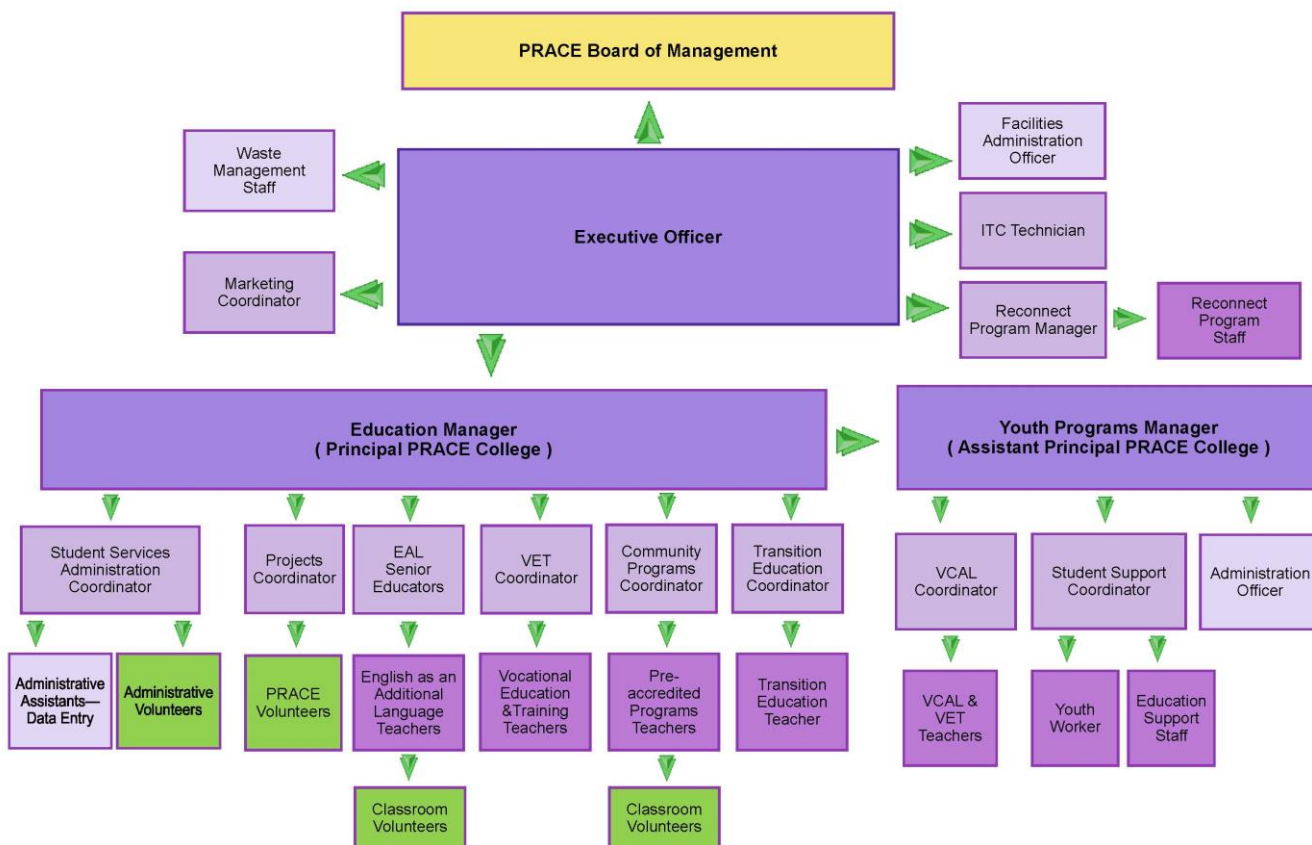 PRACE Board of Management
Waste
Management
Staff
Facilities
Administration
Officer
Executive Officer
ITC Technician
Marketing
Coordinator
Reconnect
Program Manager
Reconnect
Program
Staff
Education Manager
( Principal PRACE College )
Youth Programs Manager
( Assistant Principal PRACE College )
Student Services
Administration
Coordinator
Projects
Coordinator
EAL
Senior
Educators
VET
Coordinator
Community
Programs
Coordinator
Transition
Education
Coordinator
VCAL
Coordinator
Student Support
Coordinator
Administration
Officer
Administrative
Assistants—
Data Entry
Administrative
Volunteers
PRACE
Volunteers
English as an
Additional
Language
Teachers
Vocational
Education
&Training
Teachers
Pre-
accredited
Programs
Teachers
Transition
Education
Teacher
VCAL &
VET
Teachers
Youth
Worker
Education
Support
Staff
Classroom
Volunteers
Classroom
Volunteers